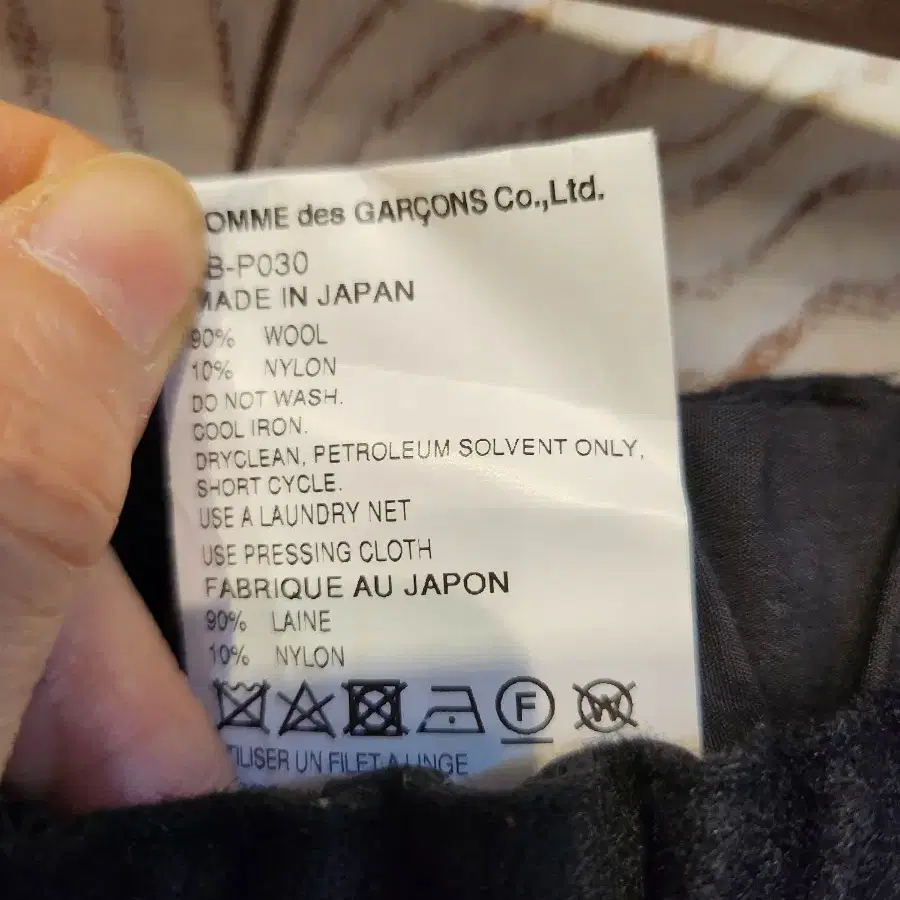 OMME des GARÇONS Co.,Ltd.
B-P030
MADE IN JAPAN
90% WOOL
10% NYLON
DO NOT WASH.
COOL IRON.
DRYCLEAN, PETROLEUM SOLVENT ONLY,
SHORT CYCLE.
USE A LAUNDRY NET
USE PRESSING CLOTH
FABRIQUE AU JAPON
90% LAINE
10% NYLON
F W
TILISER UN FILET A LINGE